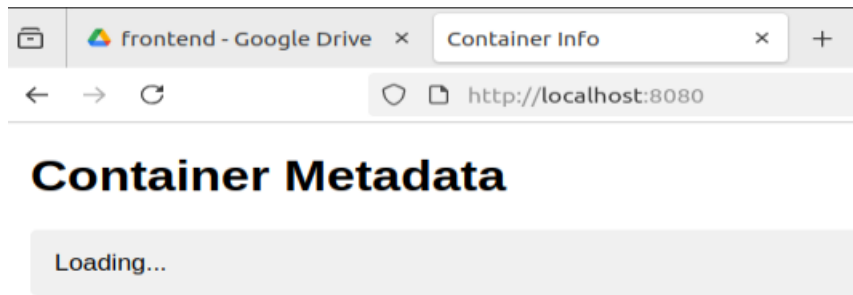 frontend - Google Drive
Container Info
http://localhost:8080
Container Metadata
Loading...